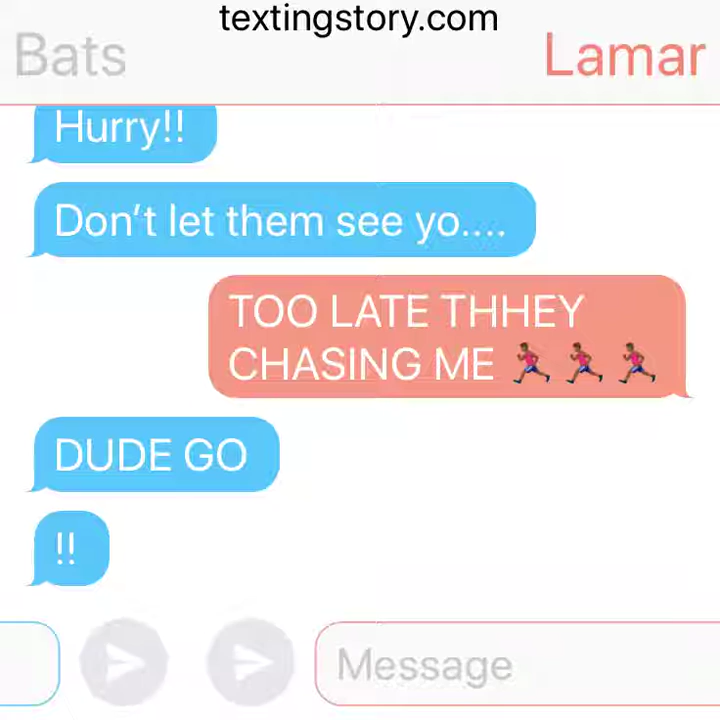 textingstory.com
Bats Lamar
Hurry!!
Don't let them see yo....
TOO LATE THHEY
CHASING ME 🏃🏾🏃🏾🏃🏾
DUDE GO
!!
Message